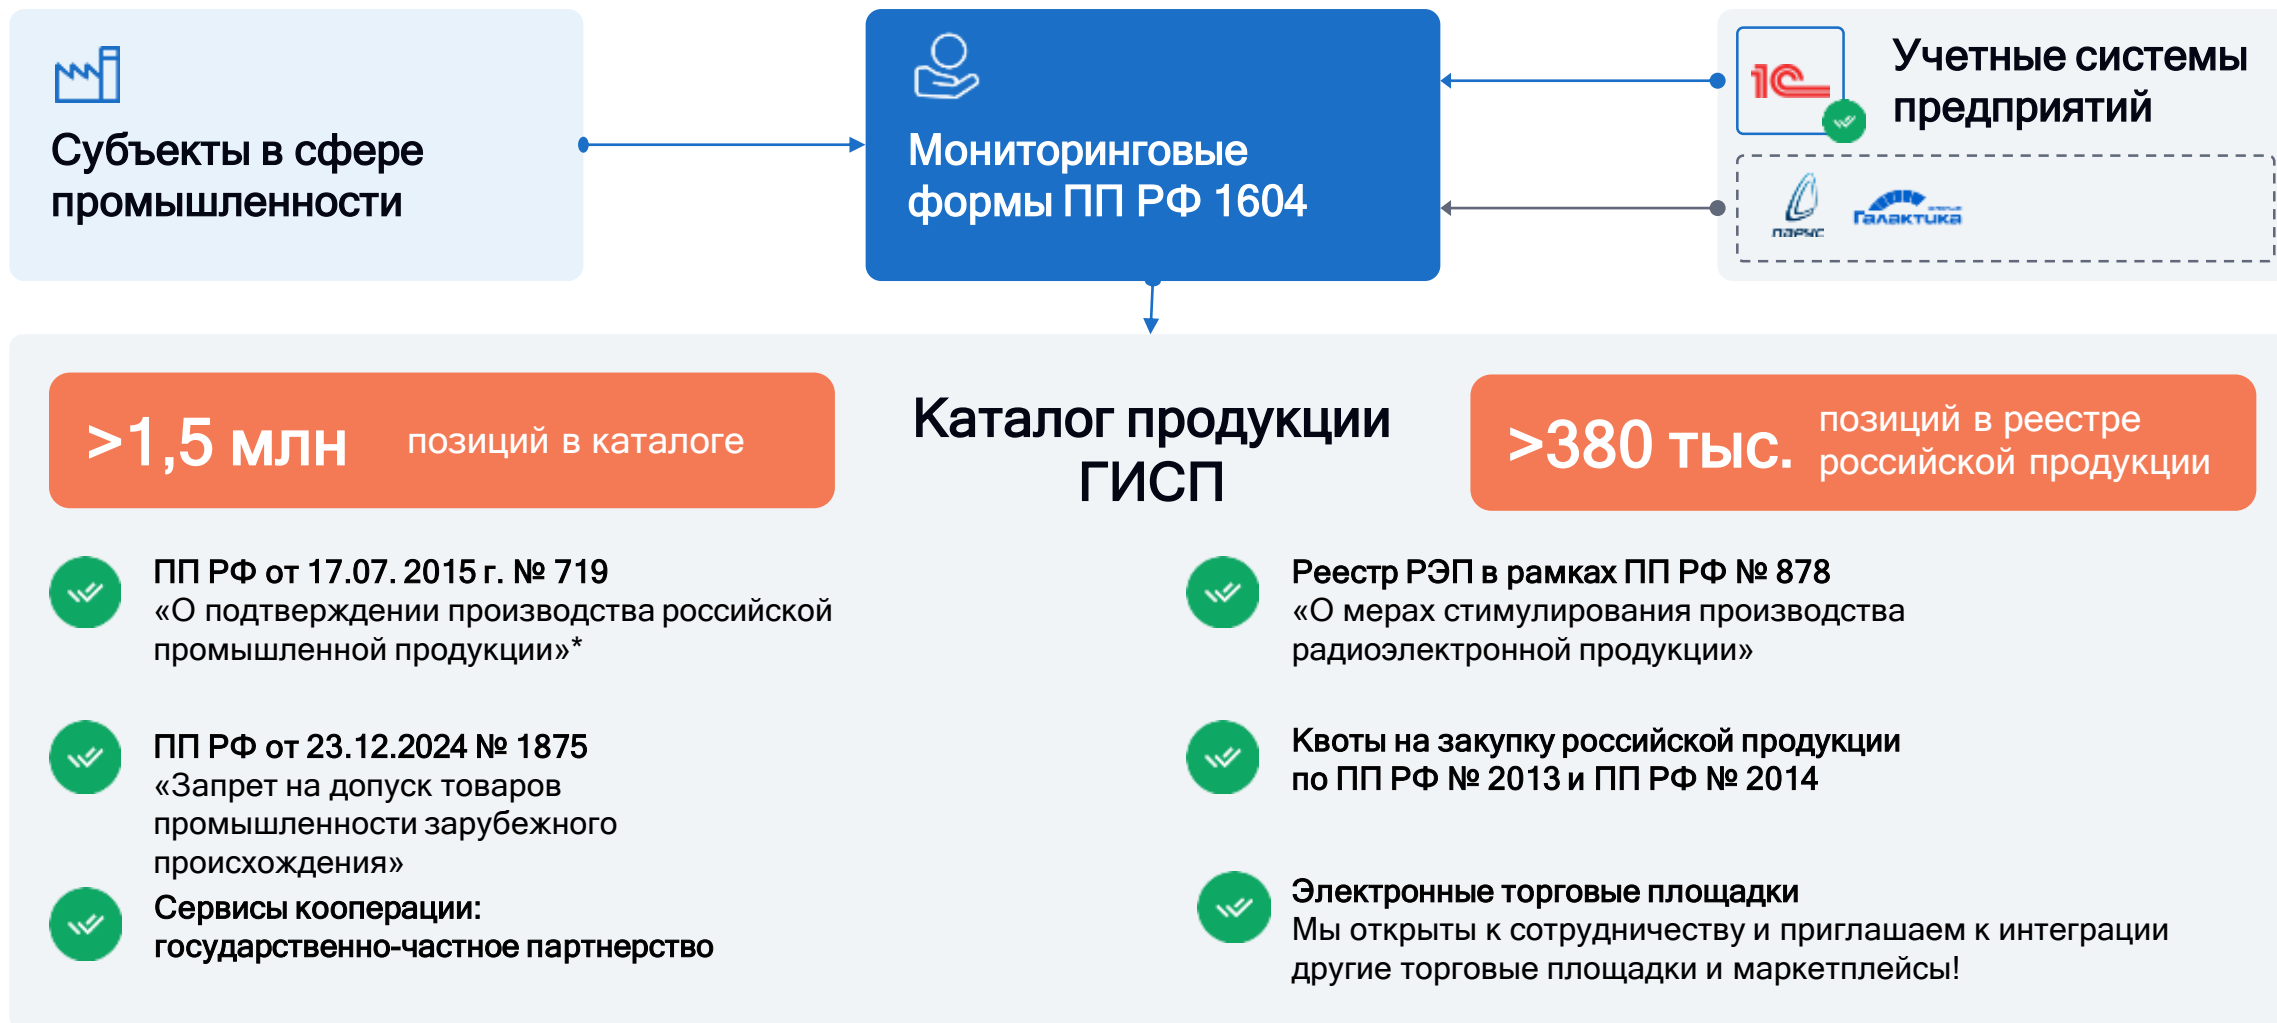 Субъекты в сфере
промышленности
Мониторинговые
формы ПП РФ 1604
1С
Учетные системы
предприятий
ПАРУС
Галактика
>1,5 млн
позиций в каталоге
Каталог продукции
ГИСП
>380 тыс.
позиций в реестре
российской продукции
ПП РФ от 17.07. 2015 г. № 719
«О подтверждении производства российской
промышленной продукции»*
ПП РФ от 23.12.2024 № 1875
«Запрет на допуск товаров
промышленности зарубежного
происхождения»
Сервисы кооперации:
государственно-частное партнерство
Реестр РЭП в рамках ПП РФ № 878
«О мерах стимулирования производства
радиоэлектронной продукции»
Квоты на закупку российской продукции
по ПП РФ № 2013 и ПП РФ № 2014
Электронные торговые площадки
Мы открыты к сотрудничеству и приглашаем к интеграции
другие торговые площадки и маркетплейсы!